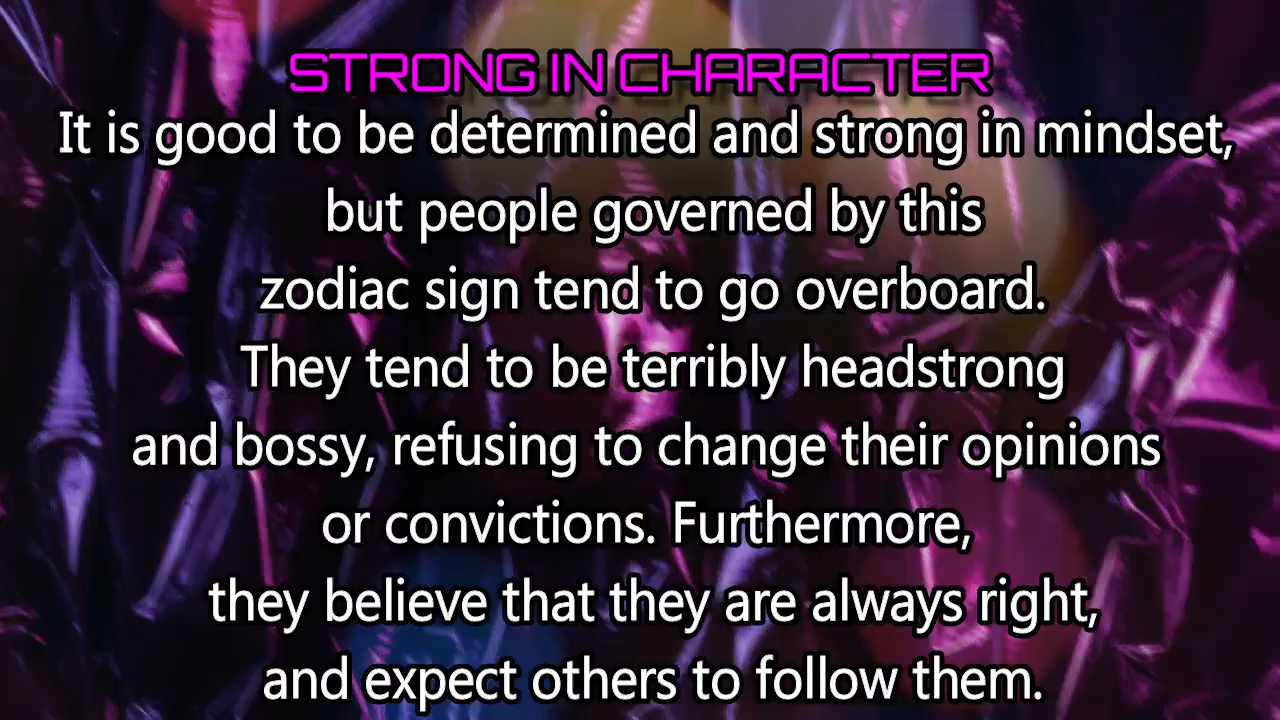 STRONG IN CHARACTER
It is good to be determined and strong in mindset,
but people governed by this
zodiac sign tend to go overboard.
They tend to be terribly headstrong
and bossy, refusing to change their opinions
or convictions. Furthermore,
they believe that they are always right,
and expect others to follow them.